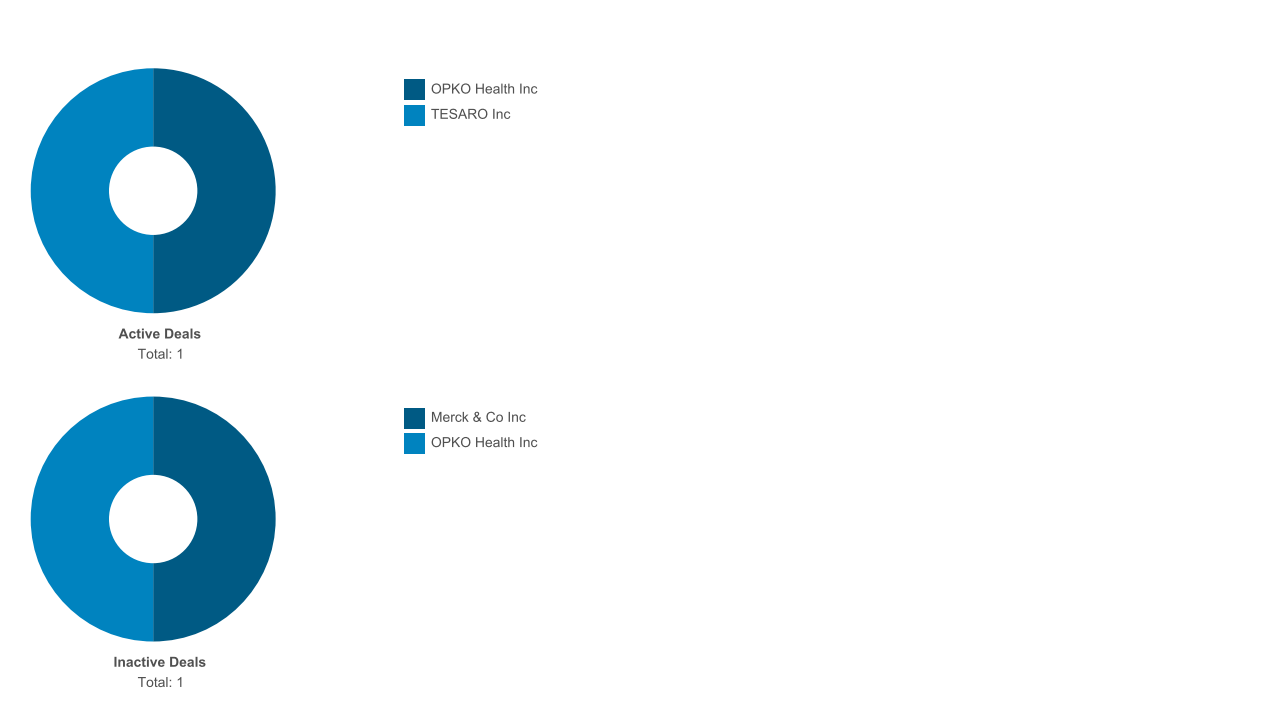 OPKO Health Inc
TESARO Inc
Active Deals
Total: 1
Merck & Co Inc
OPKO Health Inc
Inactive Deals
Total: 1